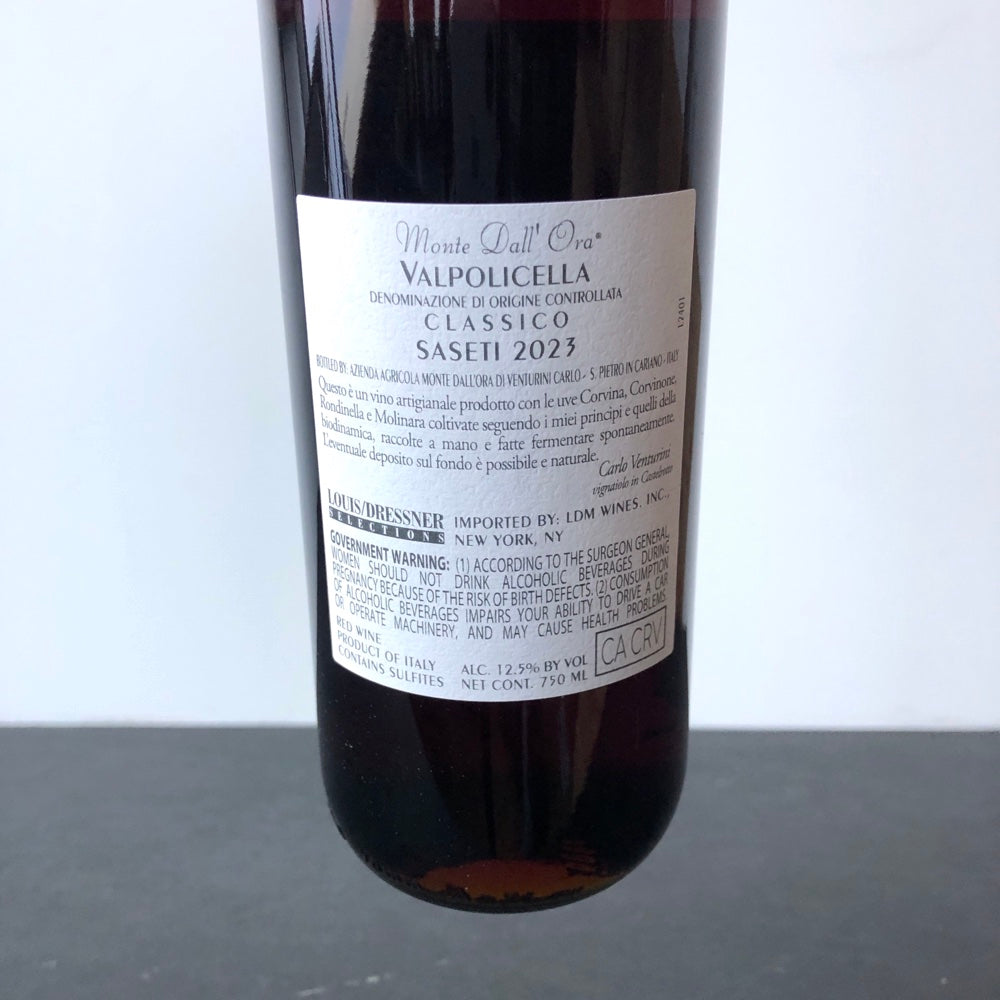 Monte Dall' Ora®
VALPOLICELLA
DENOMINAZIONE DI ORIGINE CONTROLLATA
CLASSICO
SASETI 2023
BOTTLED BY: AZIENDA AGRICOLA MONTE DALL'ORA DI VENTURINI CARLO - S. PIETRO IN CARIANO - ITALY
Questo è un vino artigianale prodotto con le uve Corvina, Corvinone,
Rondinella e Molinara coltivate seguendo i miei principi e quelli della
biodinamica, raccolte a mano e fatte fermentare spontaneamente.
L'eventuale deposito sul fondo è possibile e naturale.
Carlo Venturini
vignaiolo in Castelrotto
L2401
LOUIS/DRESSNER
SELECTIONS
IMPORTED BY: LDM WINES. INC.,
NEW YORK, NY
GOVERNMENT WARNING: (1) ACCORDING TO THE SURGEON GENERAL,
WOMEN SHOULD NOT DRINK ALCOHOLIC BEVERAGES DURING
PREGNANCY BECAUSE OF THE RISK OF BIRTH DEFECTS. (2) CONSUMPTION
OF ALCOHOLIC BEVERAGES IMPAIRS YOUR ABILITY TO DRIVE A CAR
OR OPERATE MACHINERY, AND MAY CAUSE HEALTH PROBLEMS
RED WINE
PRODUCT OF ITALY
CONTAINS SULFITES
ALC. 12.5% BY VOL
NET CONT. 750 ML
CA CRV